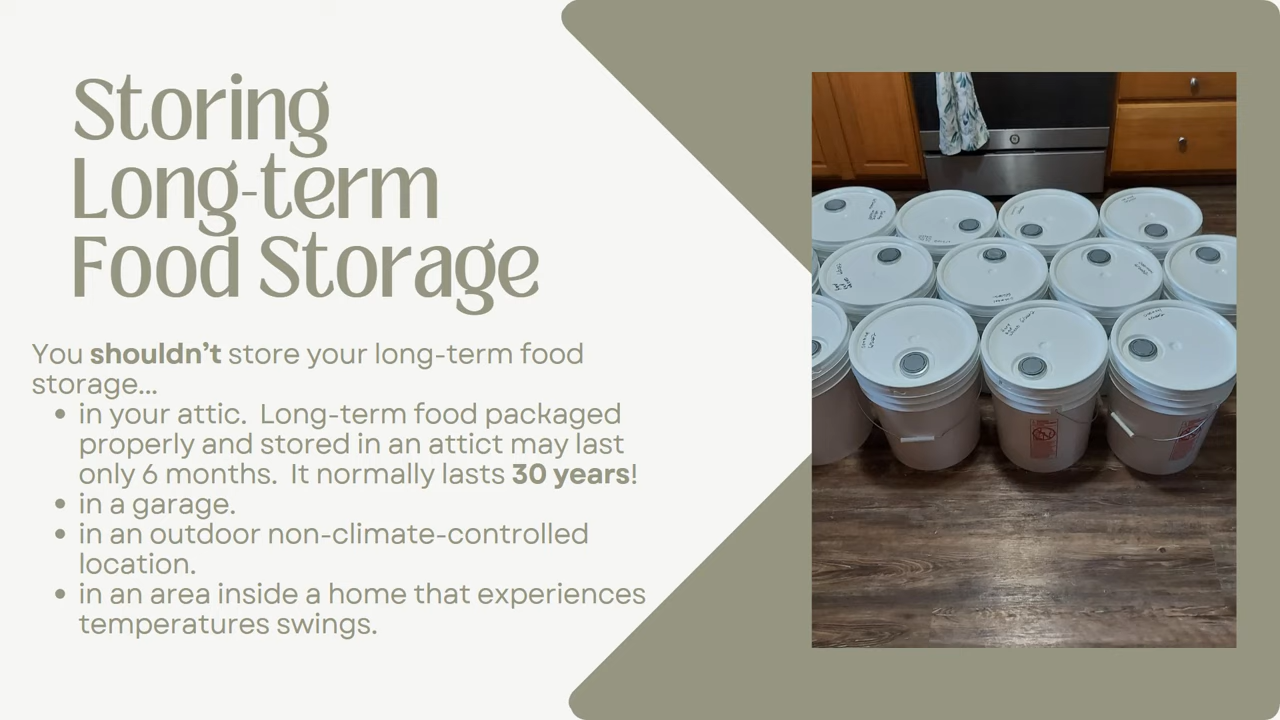 Storing
Long-term
Food Storage
You shouldn't store your long-term food
storage...
• in your attic.  Long-term food packaged
properly and stored in an attict may last
only 6 months.  It normally lasts 30 years!
• in a garage.
• in an outdoor non-climate-controlled
location.
• in an area inside a home that experiences
temperatures swings.